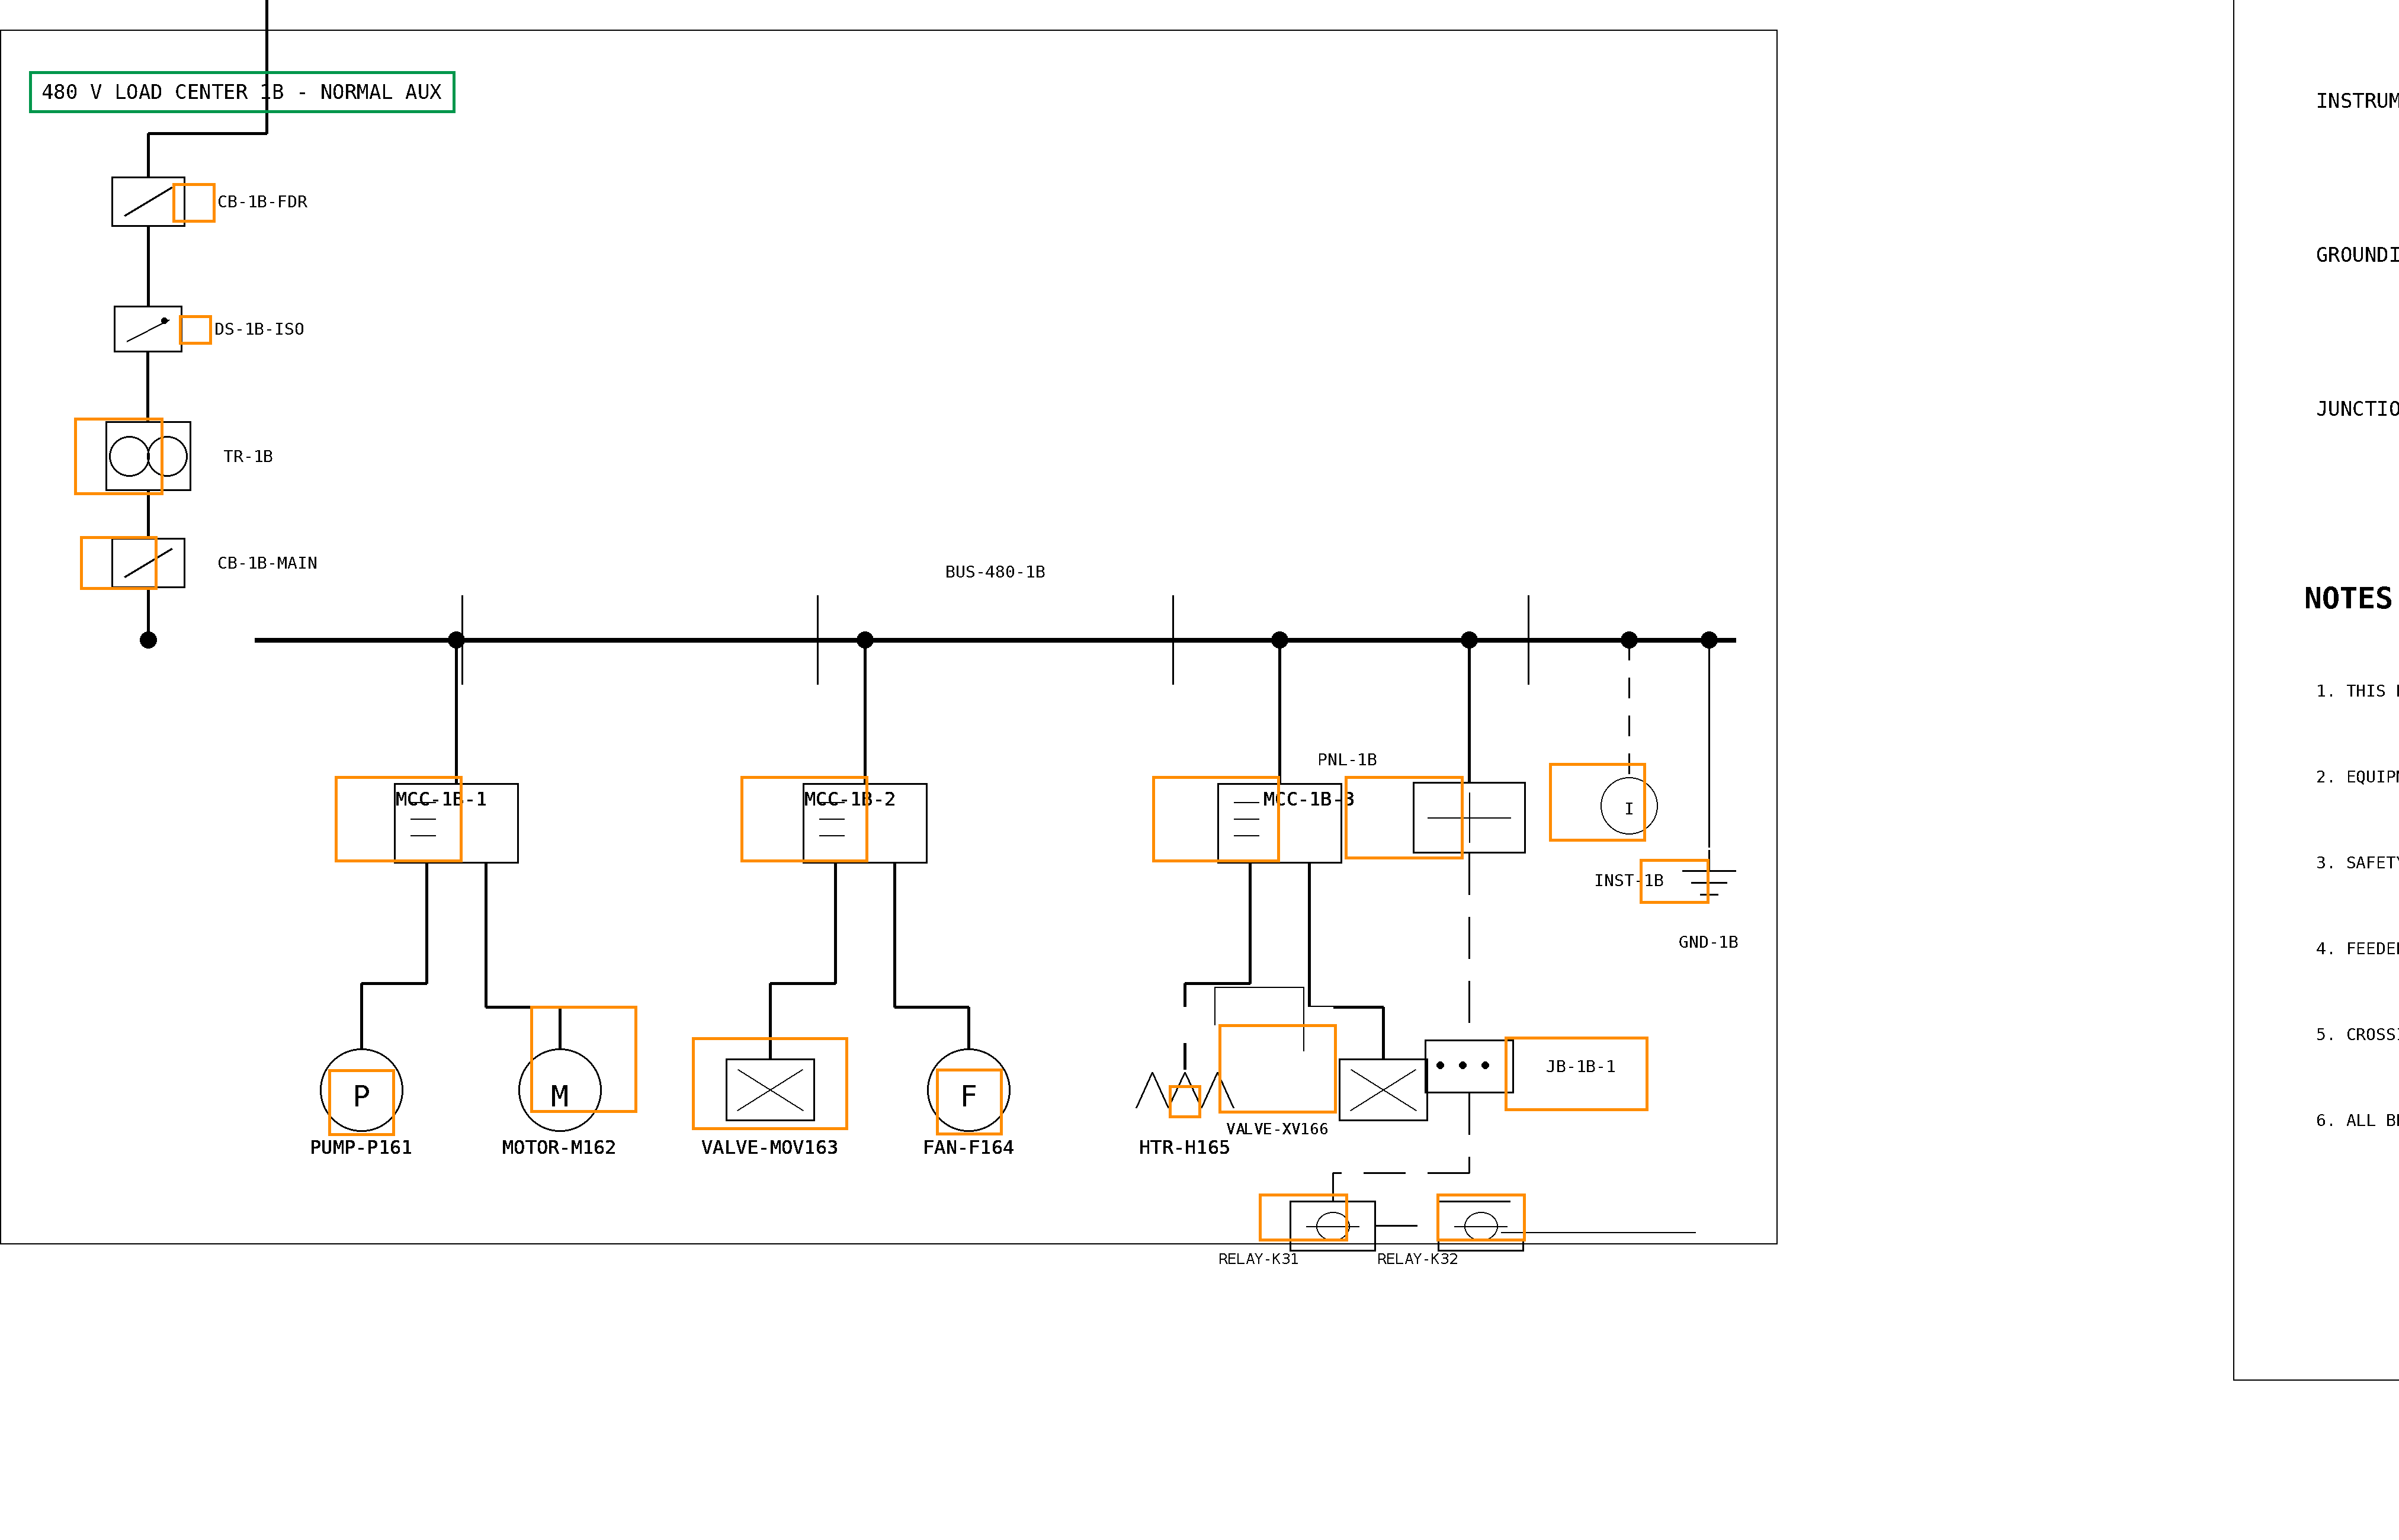 480 V LOAD CENTER 1B - NORMAL AUX
CB-1B-FDR
DS-1B-ISO
TR-1B
CB-1B-MAIN
BUS-480-1B
MCC-1B-1
MCC-1B-2
MCC-1B-3
PNL-1B
I
INST-1B
GND-1B
P
PUMP-P161
M
MOTOR-M162
VALVE-MOV163
F
FAN-F164
HTR-H165
VALVE-XV166
JB-1B-1
RELAY-K31
RELAY-K32
INSTRUM
GROUNDI
JUNCTIO
NOTES
1. THIS
2. EQUIPM
3. SAFETY
4. FEEDER
5. CROSSI
6. ALL